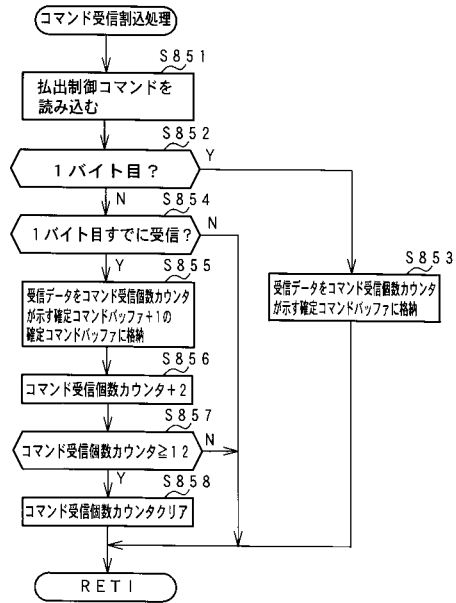 コマンド受信割込処理
S851
払出制御コマンドを
読み込む
S852
1バイト目?
Y
N
S854
1バイト目すでに受信?
N
Y
S855
受信データをコマンド受信個数カウンタ
が示す確定コマンドバッファ+1の
確定コマンドバッファに格納
S853
受信データをコマンド受信個数カウンタ
が示す確定コマンドバッファに格納
S856
コマンド受信個数カウンタ+2
S857
コマンド受信個数カウンタ≧12
N
Y
S858
コマンド受信個数カウンタクリア
RETI